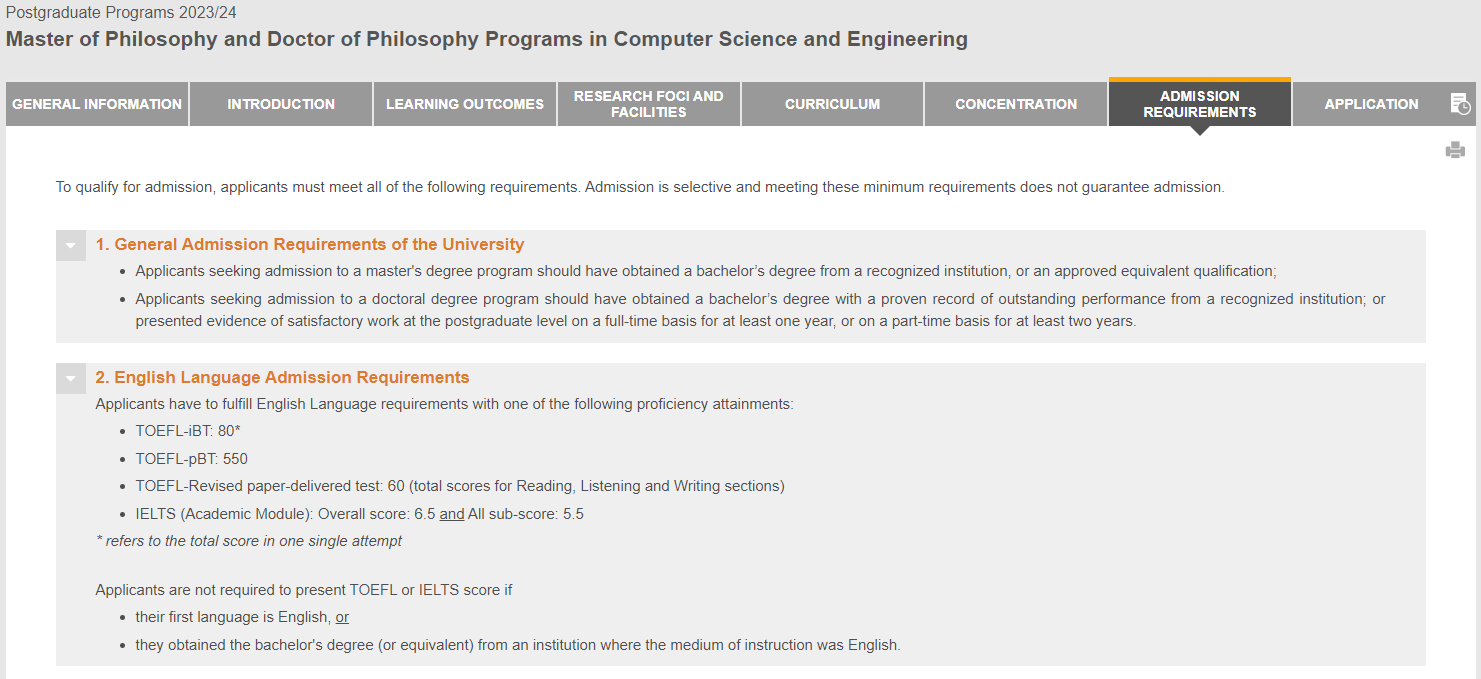 Postgraduate Programs 2023/24
Master of Philosophy and Doctor of Philosophy Programs in Computer Science and Engineering
GENERAL INFORMATION
INTRODUCTION
LEARNING OUTCOMES
RESEARCH FOCI AND
FACILITIES
CURRICULUM
CONCENTRATION
ADMISSION
REQUIREMENTS
APPLICATION
To qualify for admission, applicants must meet all of the following requirements. Admission is selective and meeting these minimum requirements does not guarantee admission.
1. General Admission Requirements of the University
• Applicants seeking admission to a master's degree program should have obtained a bachelor’s degree from a recognized institution, or an approved equivalent qualification;
• Applicants seeking admission to a doctoral degree program should have obtained a bachelor’s degree with a proven record of outstanding performance from a recognized institution; or
presented evidence of satisfactory work at the postgraduate level on a full-time basis for at least one year, or on a part-time basis for at least two years.
2. English Language Admission Requirements
Applicants have to fulfill English Language requirements with one of the following proficiency attainments:
• TOEFL-iBT: 80*
• TOEFL-pBT: 550
• TOEFL-Revised paper-delivered test: 60 (total scores for Reading, Listening and Writing sections)
• IELTS (Academic Module): Overall score: 6.5 and All sub-score: 5.5
* refers to the total score in one single attempt
Applicants are not required to present TOEFL or IELTS score if
• their first language is English, or
• they obtained the bachelor's degree (or equivalent) from an institution where the medium of instruction was English.